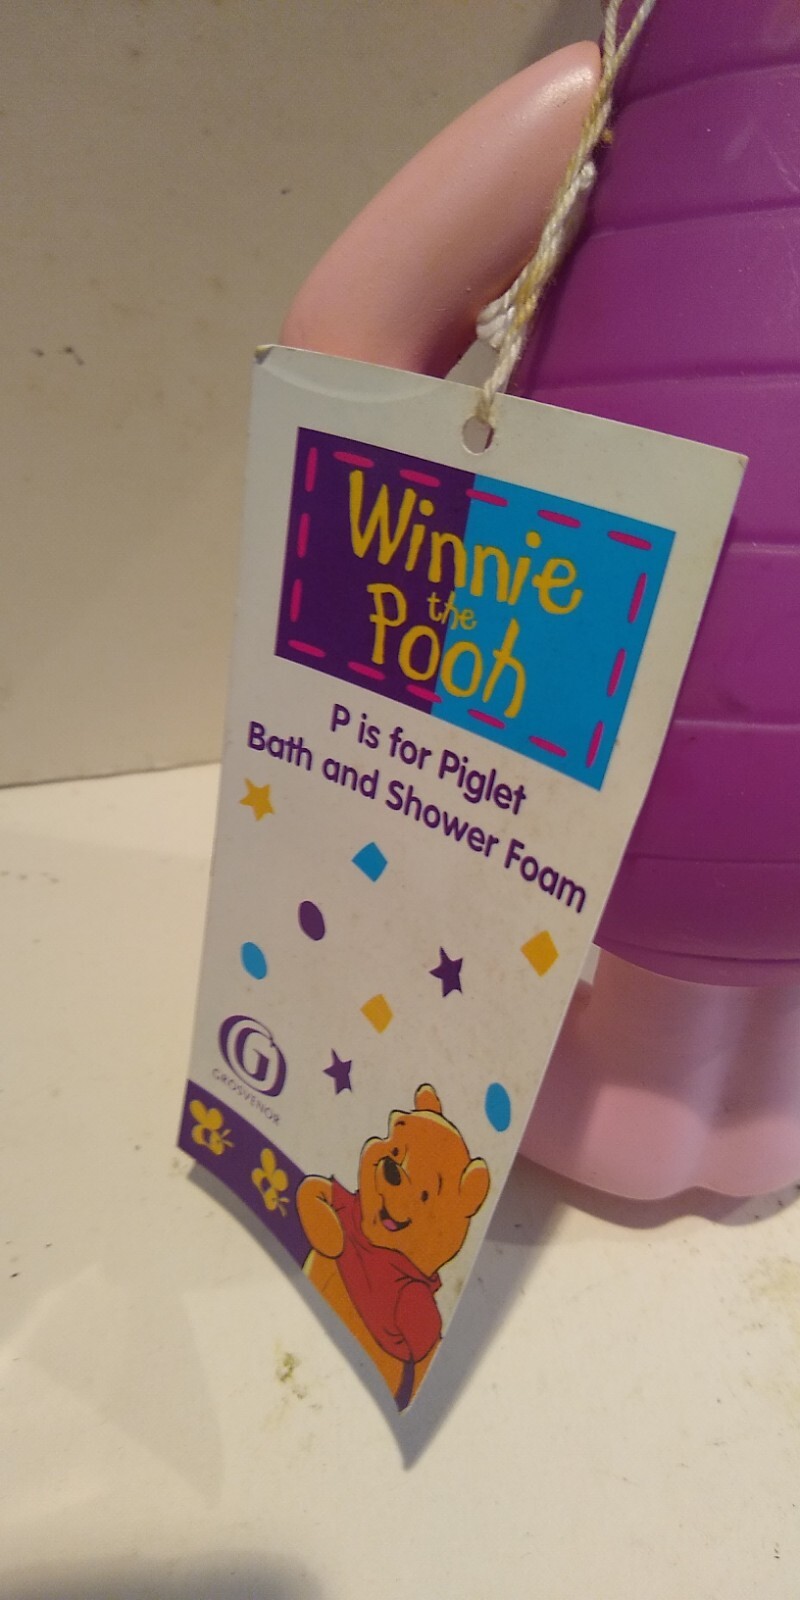 Winnie
the
Pooh
P is for Piglet
Bath and Shower Foam
G
GROSVENOR